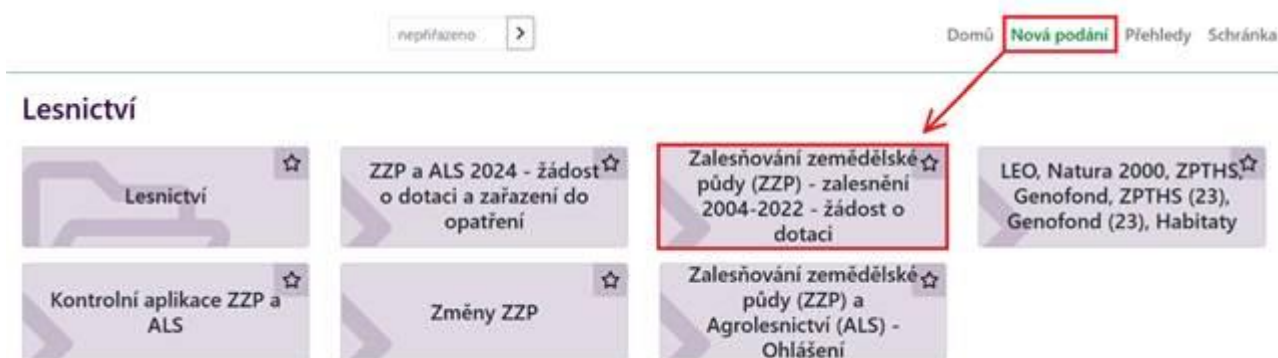 nepřiřazeno
Domů Nová podání Přehledy Schránka
Lesnictví
Lesnictví
ZZP a ALS 2024 - žádost
o dotaci a zařazení do
opatření
Zalesňování zemědělské
půdy (ZZP) - zalesnění
2004-2022 - žádost o
dotaci
LEO, Natura 2000, ZPTHS,
Genofond, ZPTHS (23),
Genofond (23), Habitaty
Kontrolní aplikace ZZP a
ALS
Změny ZZP
Zalesňování zemědělské
půdy (ZZP) a
Agrolesnictví (ALS) -
Ohlášení